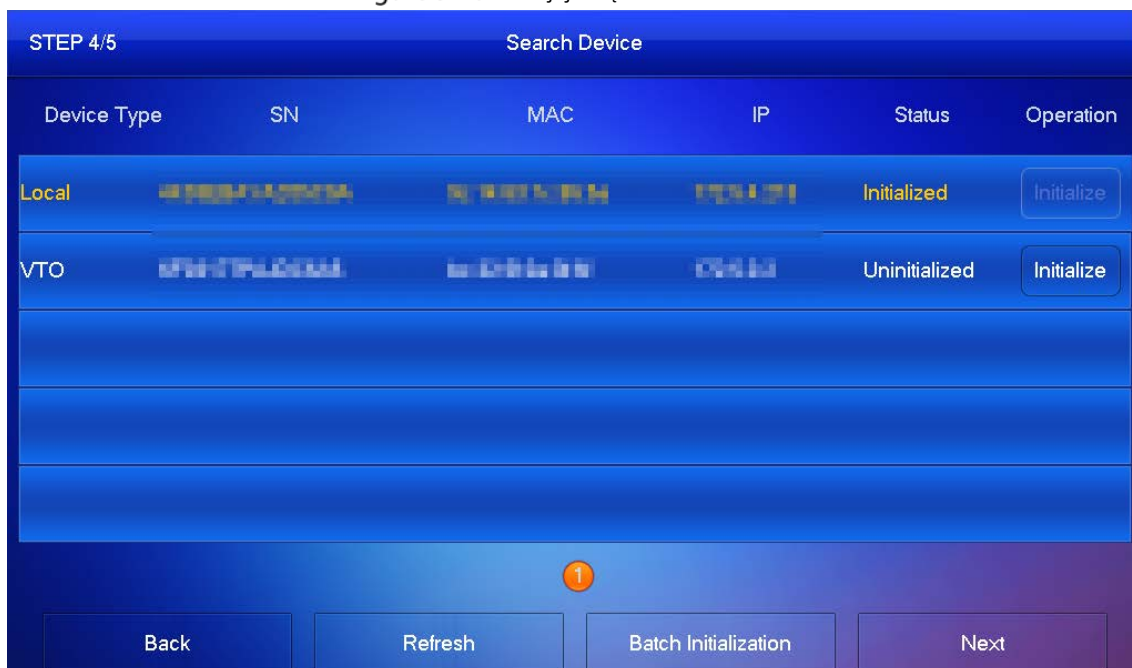 STEP 4/5 Search Device
Device Type SN MAC IP Status Operation
Local Initialized Initialize
VTO Uninitialized Initialize
1
Back Refresh Batch Initialization Next